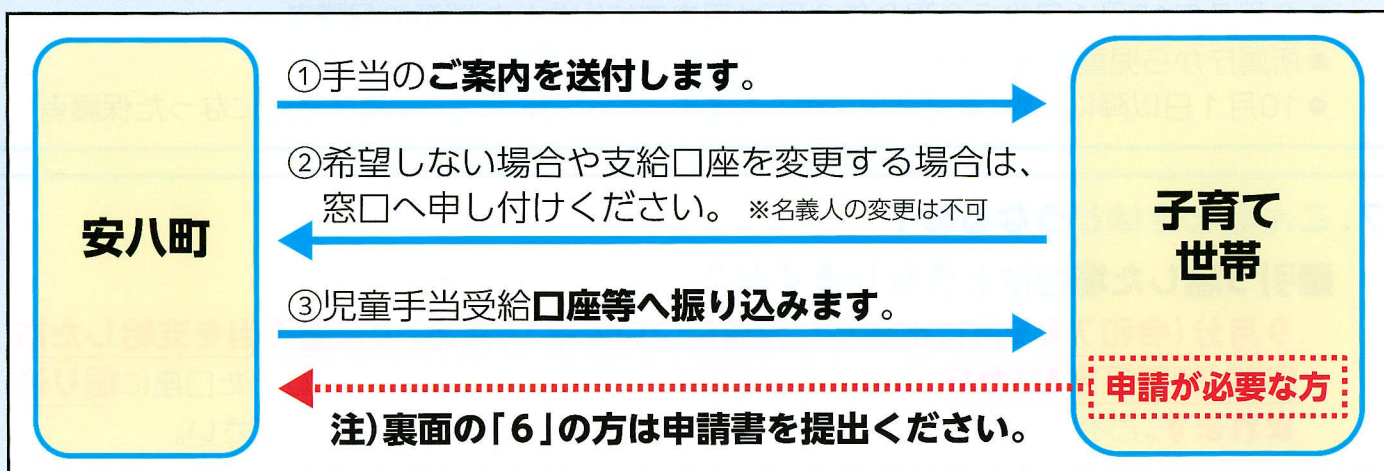 ①手当のご案内を送付します。
②希望しない場合や支給口座を変更する場合は、
窓口へ申し付けください。 ※名義人の変更は不可
安八町
子育て
世帯
③児童手当受給口座等へ振り込みます。
申請が必要な方
注)裏面の「6」の方は申請書を提出ください。